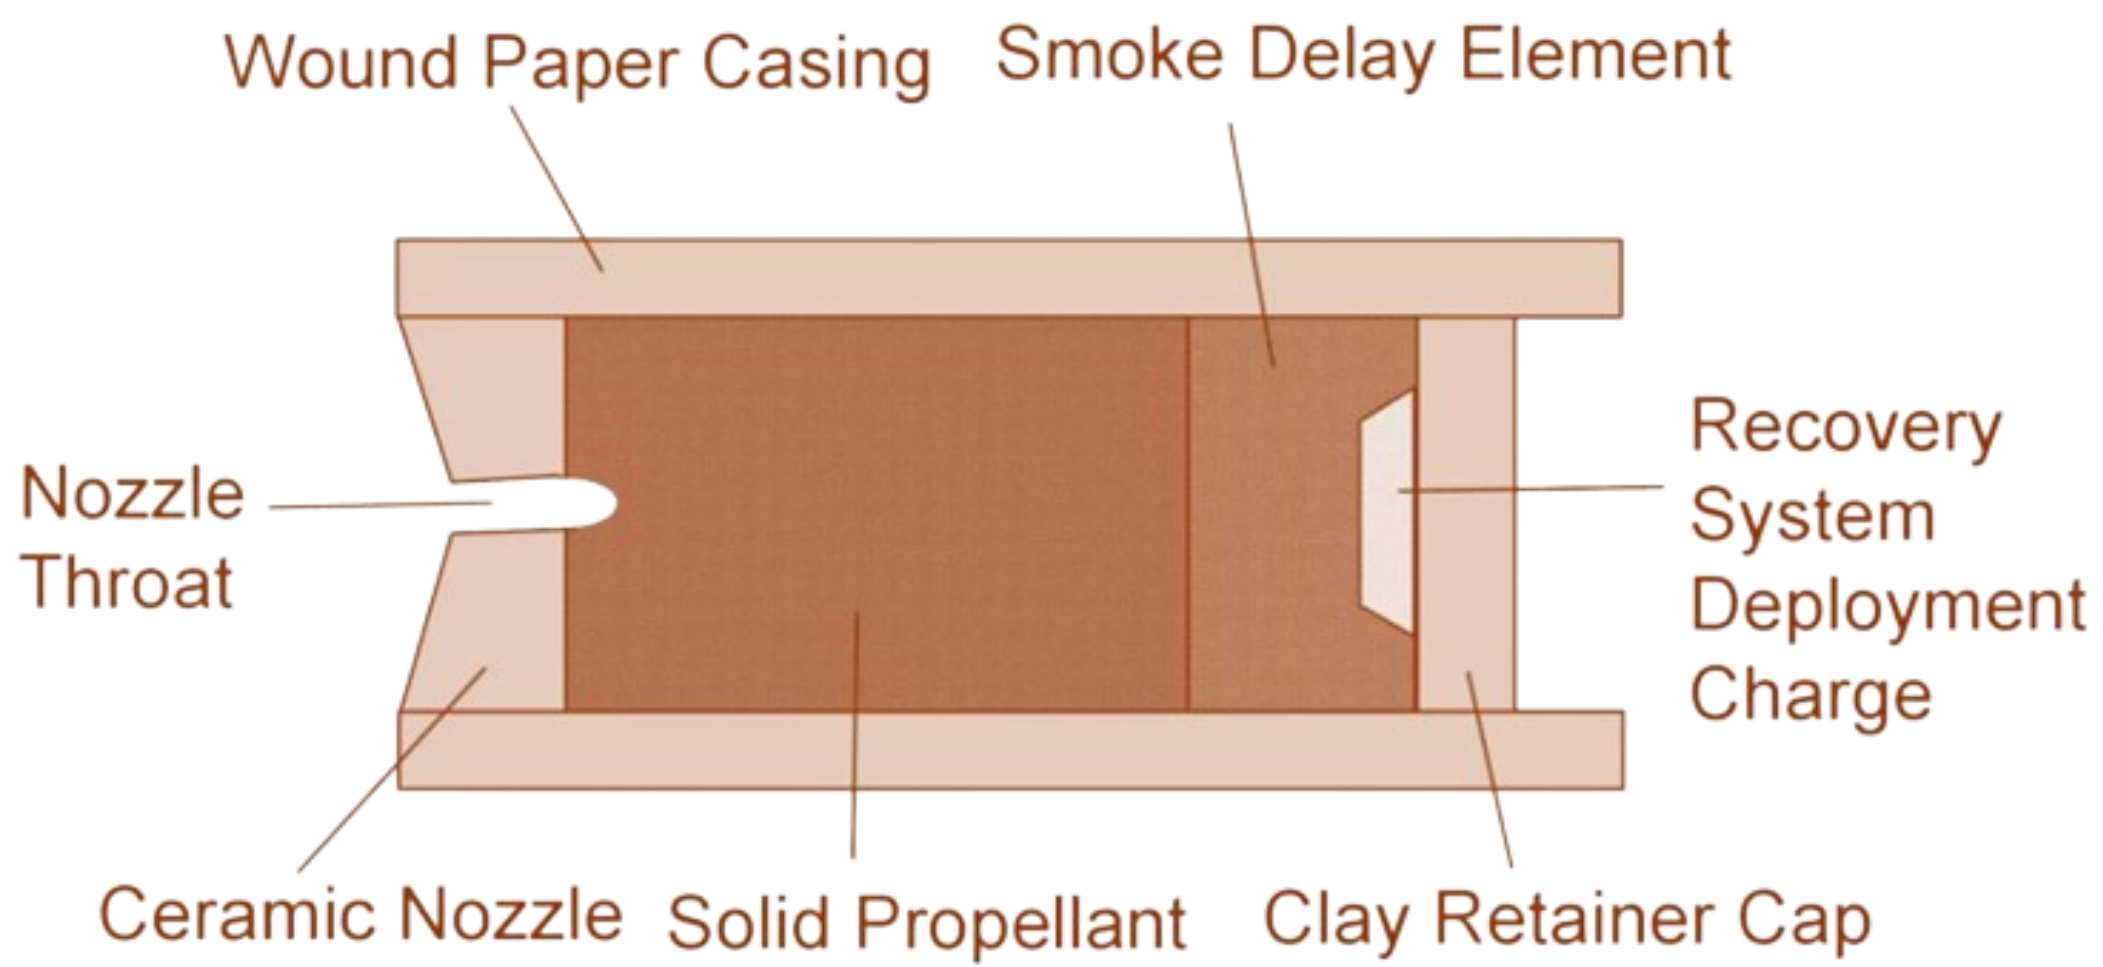 Wound Paper Casing
Smoke Delay Element
Nozzle
Throat
Recovery
System
Deployment
Charge
Ceramic Nozzle
Solid Propellant
Clay Retainer Cap